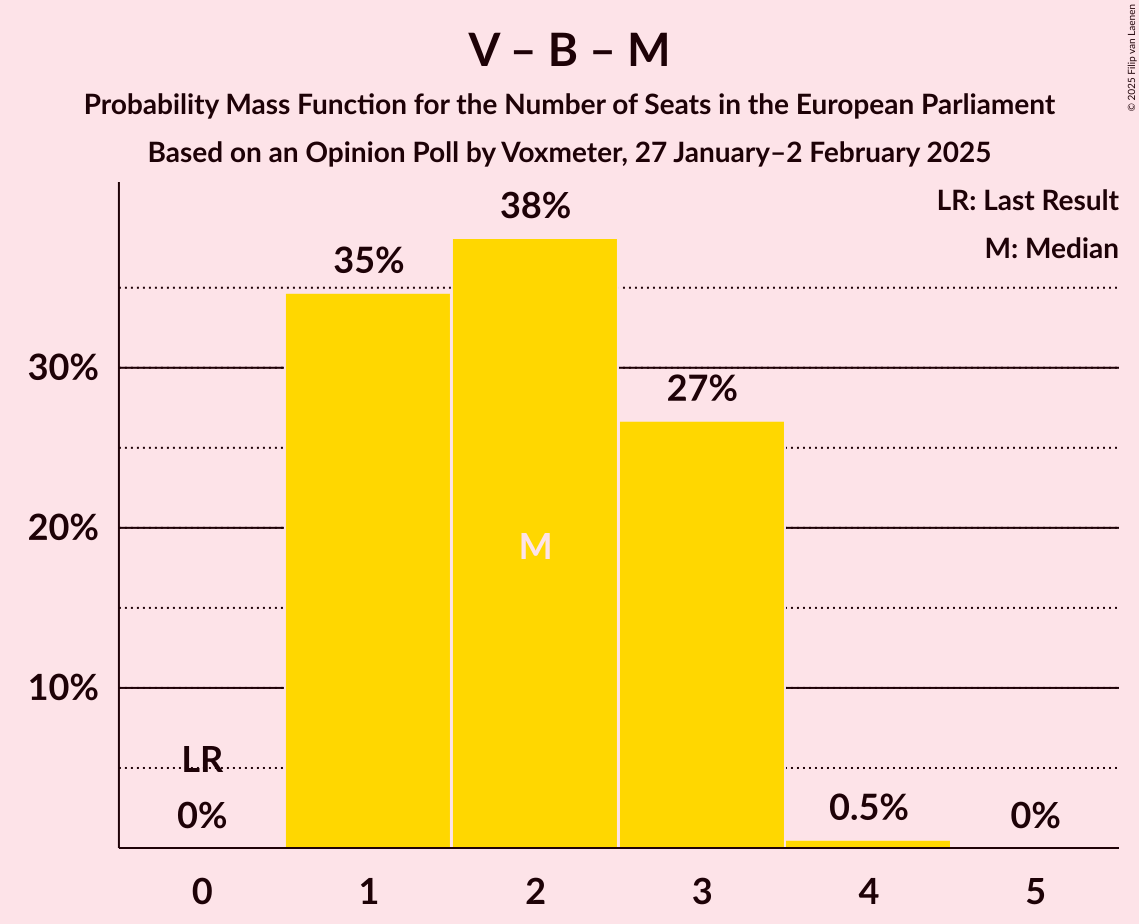 V – B – M
Probability Mass Function for the Number of Seats in the European Parliament
Based on an Opinion Poll by Voxmeter, 27 January–2 February 2025
© 2025 Filip van Laenen
LR: Last Result
M: Median
38%
35%
30%
27%
20%
M
10%
LR
0%
0.5%
0%
0 1 2 3 4 5